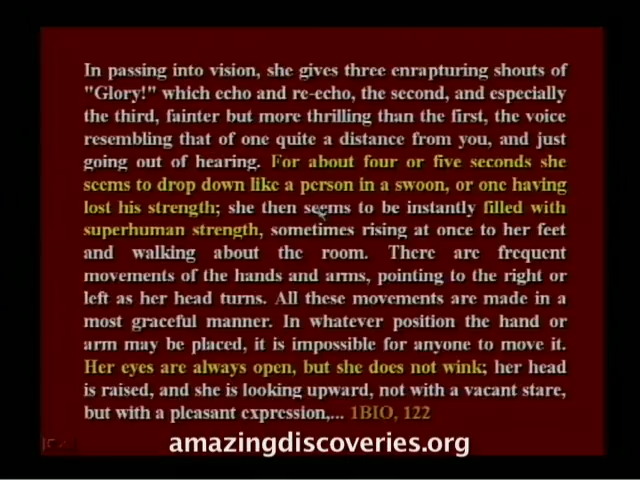 In passing into vision, she gives three enrapturing shouts of
"Glory!" which echo and re-echo, the second, and especially
the third, fainter but more thrilling than the first, the voice
resembling that of one quite a distance from you, and just
going out of hearing. For about four or five seconds she
seems to drop down like a person in a swoon, or one having
lost his strength; she then seems to be instantly filled with
superhuman strength, sometimes rising at once to her feet
and walking about the room. There are frequent
movements of the hands and arms, pointing to the right or
left as her head turns. All these movements are made in a
most graceful manner. In whatever position the hand or
arm may be placed, it is impossible for anyone to move it.
Her eyes are always open, but she does not wink; her head
is raised, and she is looking upward, not with a vacant stare,
but with a pleasant expression,... 1BIO, 122
amazingdiscoveries.org